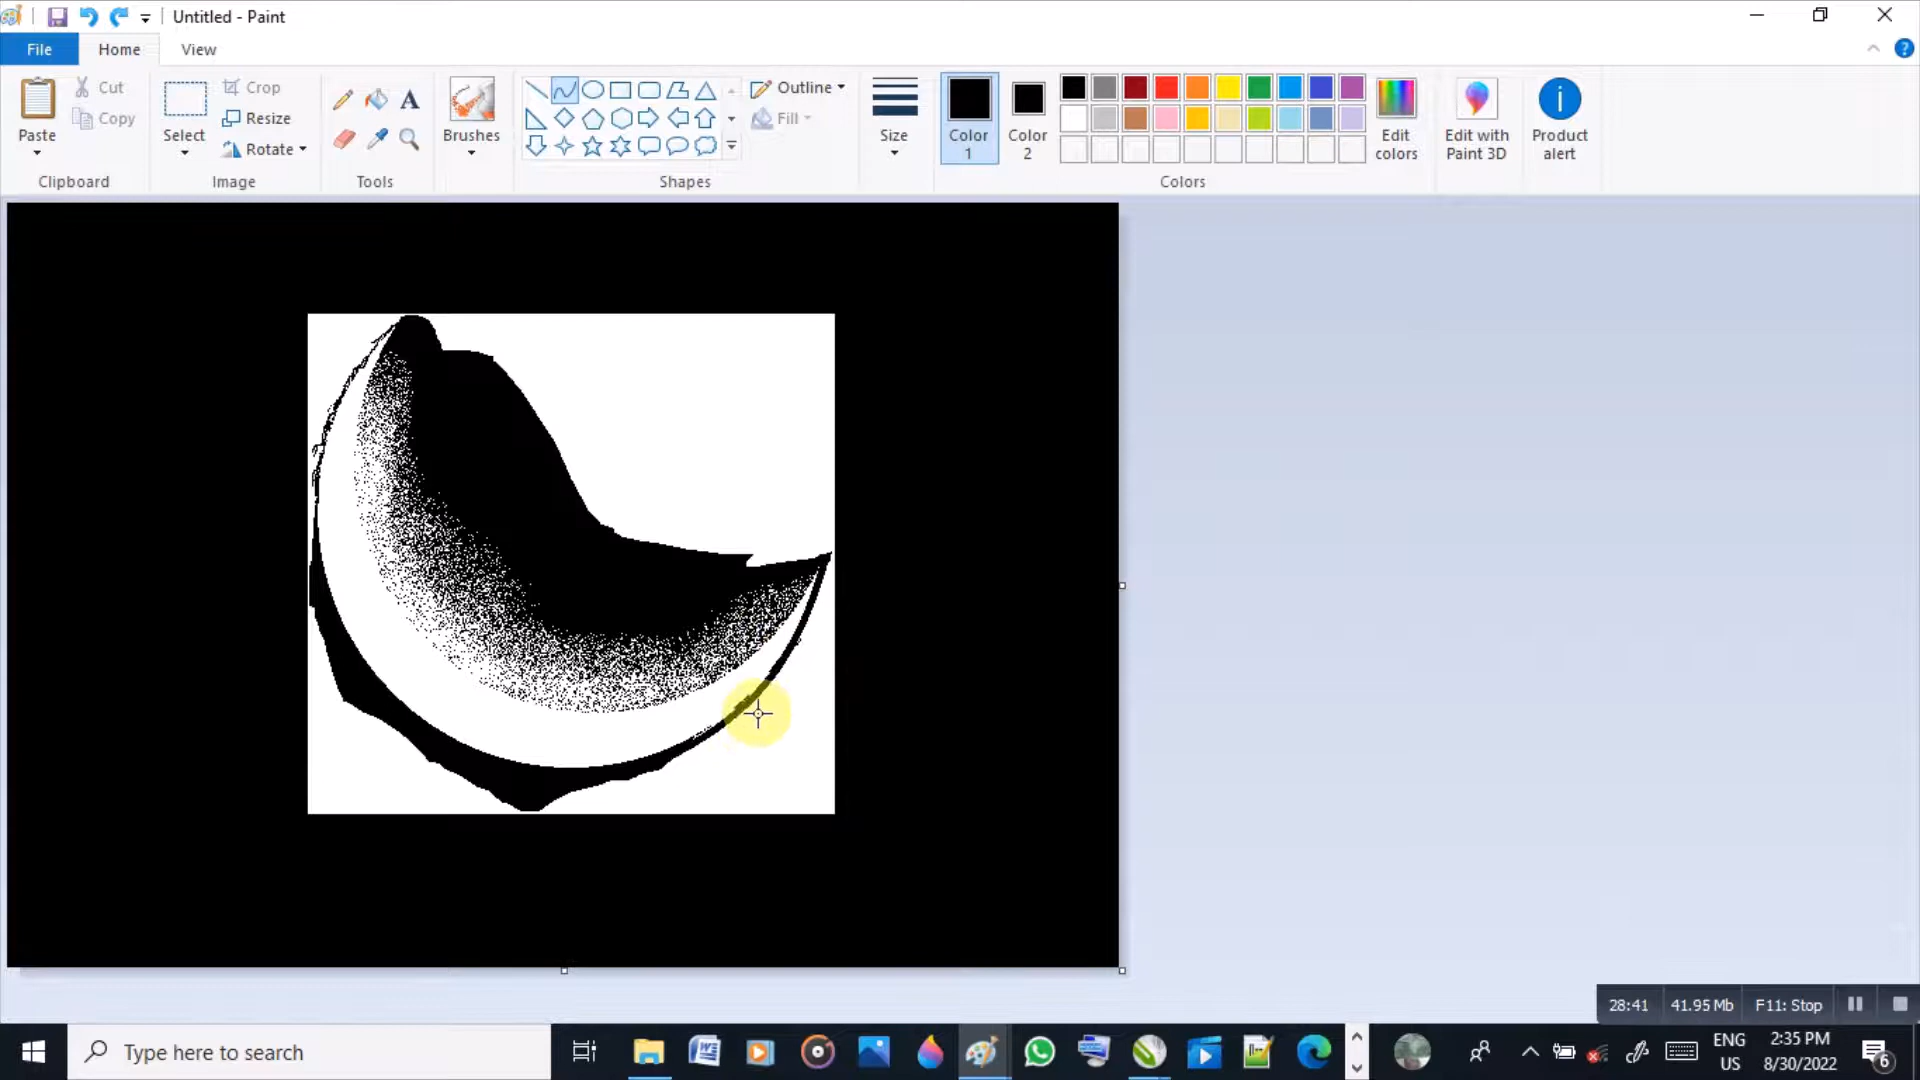 Untitled - Paint
File Home View
Cut Crop Outline
Copy Resize Fill
Paste Select Rotate Brushes Size Color 1 Color 2 Edit colors Edit with Paint 3D Product alert
Clipboard Image Tools Shapes Colors
28:41 41.95 Mb F11: Stop
Type here to search
ENG 2:35 PM
US 8/30/2022 6